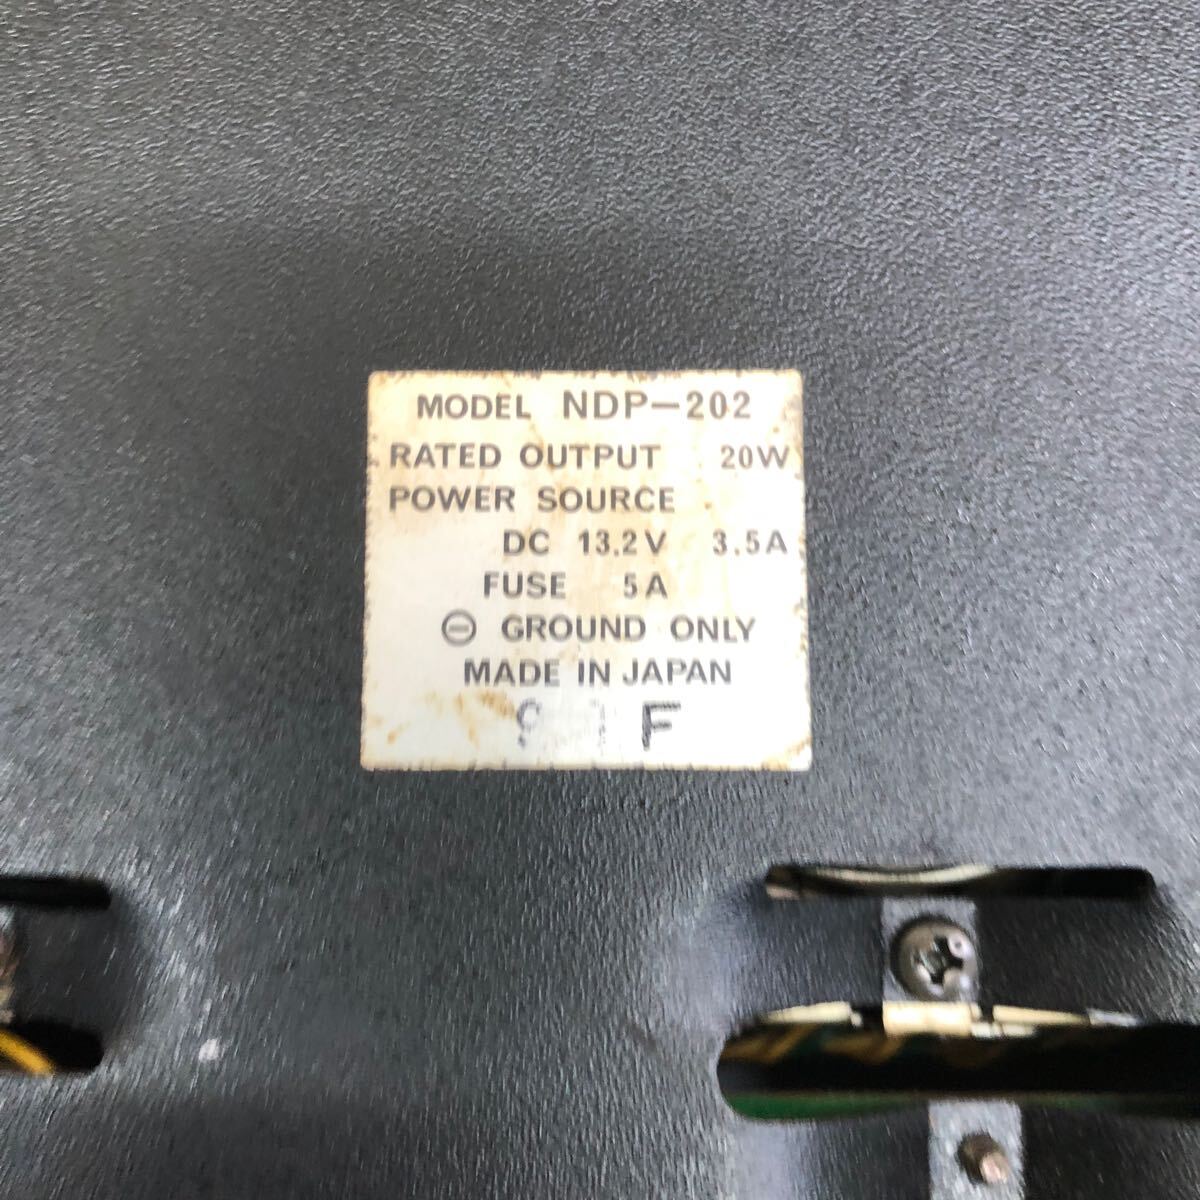 MODEL NDP-202
RATED OUTPUT 20W
POWER SOURCE
DC 13.2V 3.5A
FUSE 5A
⊖ GROUND ONLY
MADE IN JAPAN
F